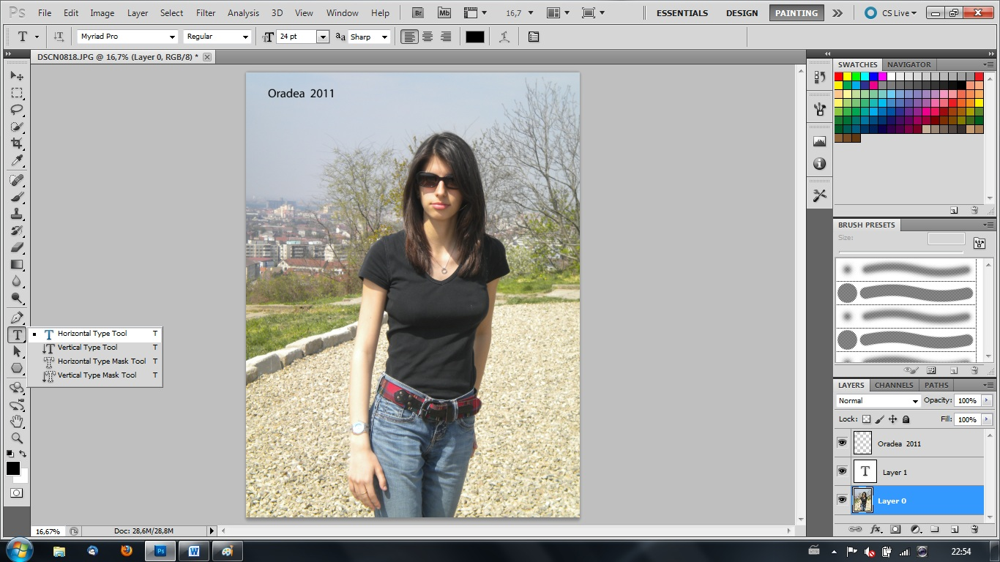 Ps File Edit Image Layer Select Filter Analysis 3D View Window Help Br Mb 16,7 ESSENTIALS DESIGN PAINTING CS Live
T Myriad Pro Regular 24 pt aa Sharp
DSCN0818.JPG @ 16,7% (Layer 0, RGB/8) *
Oradea 2011
T Horizontal Type Tool T
Vertical Type Tool T
Horizontal Type Mask Tool T
Vertical Type Mask Tool T
SWATCHES NAVIGATOR
BRUSH PRESETS
Size:
LAYERS CHANNELS PATHS
Normal Opacity: 100%
Lock: Fill: 100%
Oradea 2011
T Layer 1
Layer 0
fx
16,67% Doc: 28,6M/28,8M
Ps W 22:54